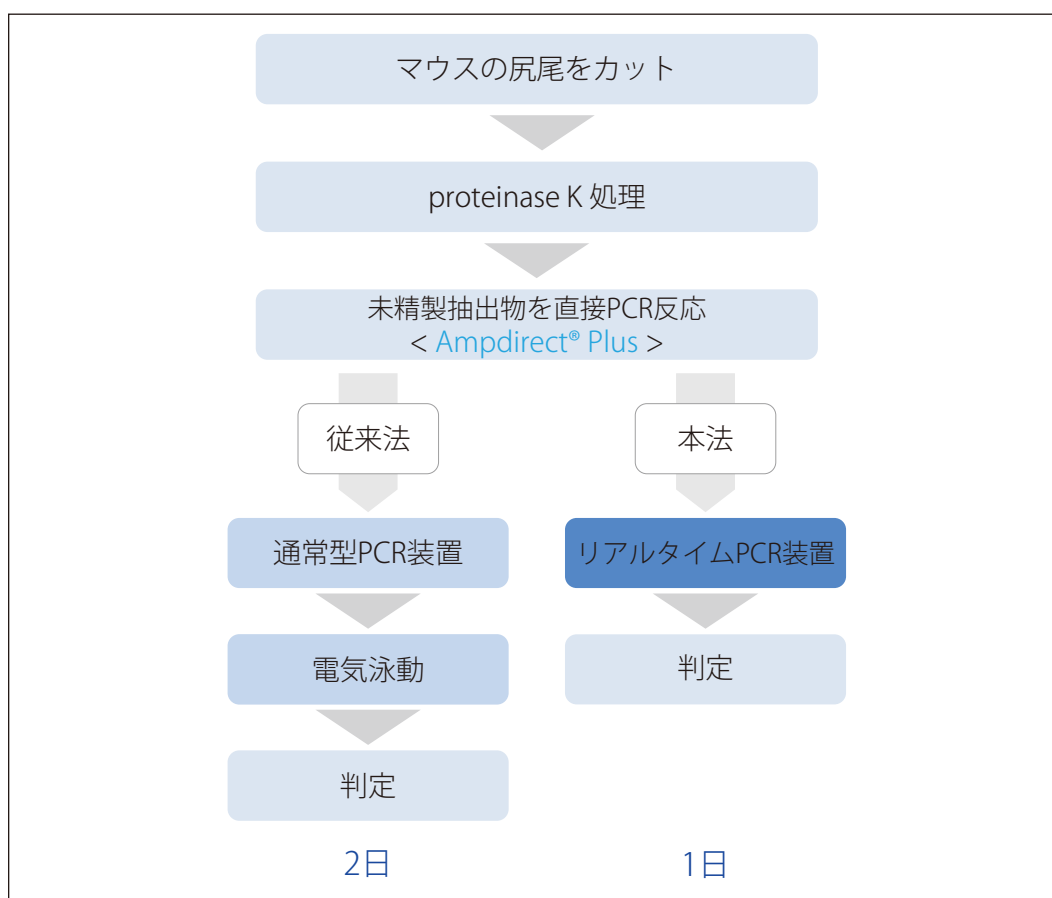 マウスの尻尾をカット
proteinase K 処理
未精製抽出物を直接PCR反応
< Ampdirect® Plus >
従来法
本法
通常型PCR装置
リアルタイムPCR装置
電気泳動
判定
判定
2日
1日